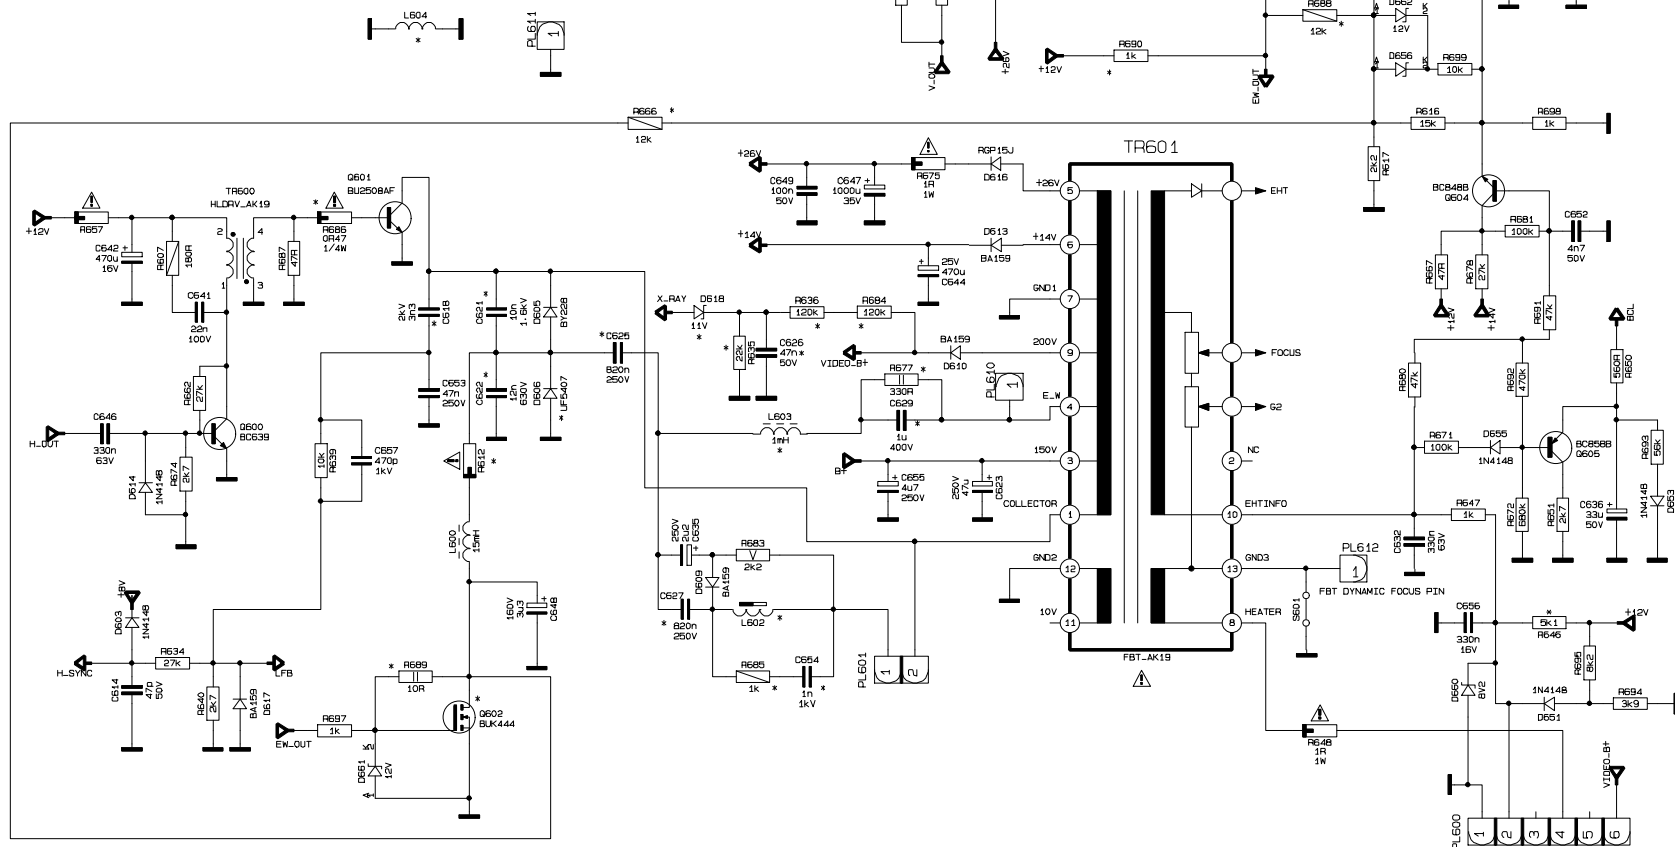 L604
*
PL611
1
V_OUT
+26V
+12V
R690
1k
*
EW_OUT
R688
12k
*
D662
12V
D656
R699
10k
R666
*
12k
R616
15k
R698
1k
2k2
R617
TR601
+26V
C649
100n
50V
C647
1000u
35V
R675
1R
1W
RGP15J
D616
+26V
5
EHT
BC848B
Q604
R681
100k
C652
4n7
50V
TR600
HLDRV_AK19
Q601
BU2508AF
+12V
R657
C642
470u
16V
R607
180R
2
1
4
3
R687
47R
*
R686
0R47
1/4W
C641
22n
100V
+14V
D613
BA159
+14V
6
25V
470u
C644
GND1
7
R667
47R
+12V
R678
27k
+14V
R691
47k
BCL
560R
R650
2kV
3n3
C618
*
C621
*
10n
1.6kV
D605
BY228
X_RAY
D618
11V
*
R636
120k
*
R684
120k
*
*
22k
R635
C626
47n*
50V
VIDEO_B+
BA159
D610
200V
9
FOCUS
*
C625
820n
250V
R662
27k
C653
47n
250V
C622
*
12n
630V
D606
UF5407
*
R677
330R
*
PL610
1
C629
1u
400V
*
E_W
4
G2
L603
1mH
*
R680
47k
R692
470k
H_OUT
C646
330n
63V
Q600
BC639
D614
1N4148
R674
2k7
10k
R639
C657
470p
1kV
R612
*
B+
150V
3
NC
2
C655
4u7
250V
250V
47u
C623
R671
100k
D655
1N4148
BC858B
Q605
R693
56k
1N4148
D653
COLLECTOR
1
EHTINFO
10
R647
1k
R672
680k
R651
2k7
C636
33u
50V
C632
330n
63V
L600
15mH
250V
2u2
C635
R683
V
2k2
D609
BA159
GND2
12
GND3
13
PL612
1
FBT DYNAMIC FOCUS PIN
S601
160V
3u3
C648
C627
*
820n
250V
L602
*
10V
11
HEATER
8
FBT_AK19
+8V
D603
1N4148
H_SYNC
R634
27k
LFB
C614
47p
50V
R640
2k7
BA159
D617
R689
*
10R
R685
1k
*
C654
1n
1kV
*
PL601
1
2
C656
330n
16V
*
5k1
R646
+12V
R695
8k2
D660
8V2
1N4148
D651
R694
3k9
EW_OUT
R697
1k
Q602
BUK444
*
D661
12V
R648
1R
1W
VIDEO_B+
PL600
1
2
3
4
5
6